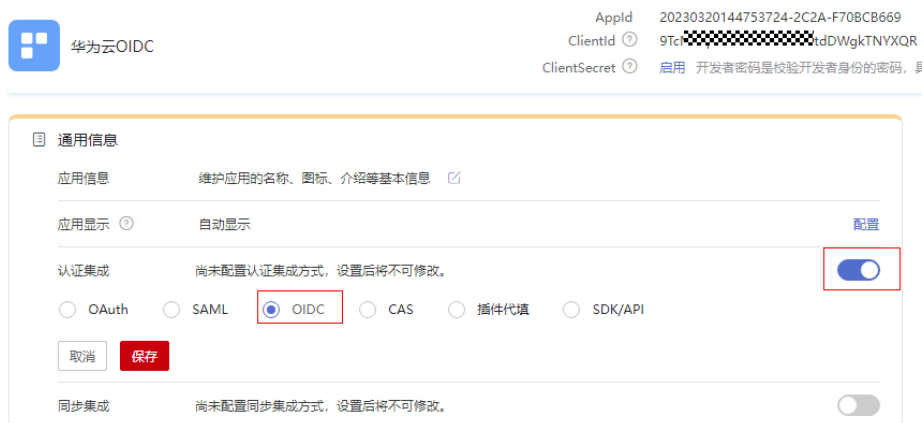 华为云OIDC
AppId 20230320144753724-2C2A-F70BCB669
ClientId 9Tc tdDWgkTNYXQR
ClientSecret 启用 开发者密码是校验开发者身份的密码，
通用信息
应用信息 维护应用的名称、图标、介绍等基本信息
应用显示 自动显示 配置
认证集成 尚未配置认证集成方式，设置后将不可修改。
OAuth SAML OIDC CAS 插件代填 SDK/API
取消 保存
同步集成 尚未配置同步集成方式，设置后将不可修改。